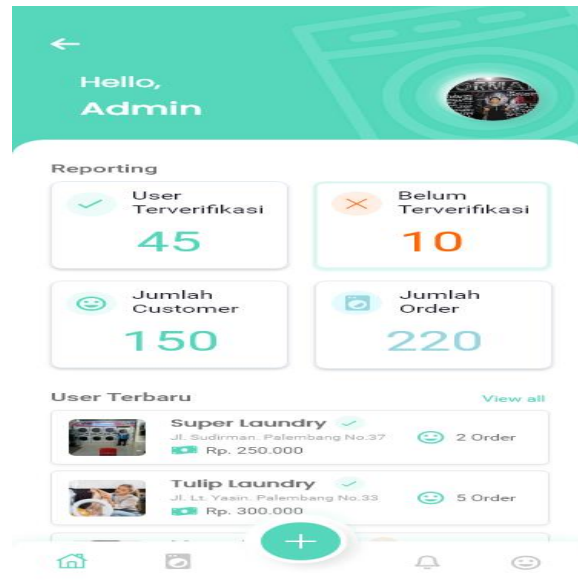 Hello,
Admin
Reporting
User
Terverifikasi
45
Belum
Terverifikasi
10
Jumlah
Customer
150
Jumlah
Order
220
User Terbaru
View all
Super Laundry
Jl. Sudirman. Palembang No.37
Rp. 250.000
2 Order
Tulip Laundry
Jl. Lt. Yasin. Palembang No.33
Rp. 300.000
5 Order